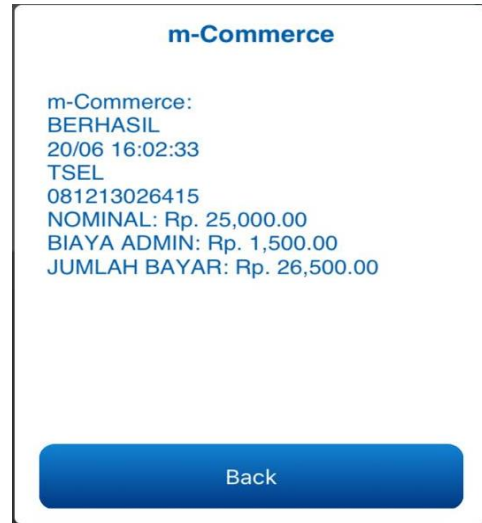 m-Commerce
m-Commerce:
BERHASIL
20/06 16:02:33
TSEL
081213026415
NOMINAL: Rp. 25,000.00
BIAYA ADMIN: Rp. 1,500.00
JUMLAH BAYAR: Rp. 26,500.00
Back